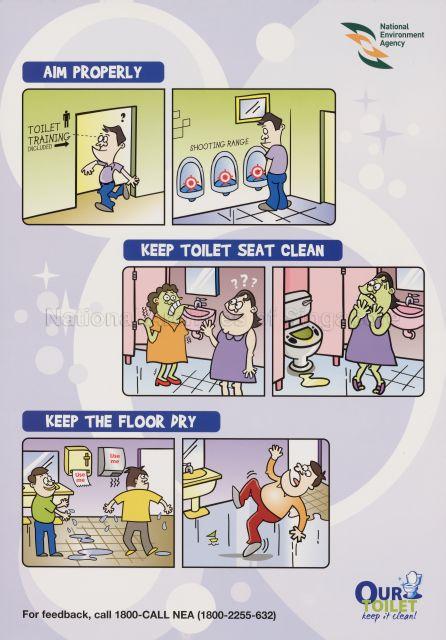 National
Environment
Agency
AIM PROPERLY
TOILET
TRAINING
INCLUDED
?
SHOOTING RANGE
KEEP TOILET SEAT CLEAN
???
KEEP THE FLOOR DRY
Use
me
Use
me
OUR
TOILET
keep it clean!
For feedback, call 1800-CALL NEA (1800-2255-632)